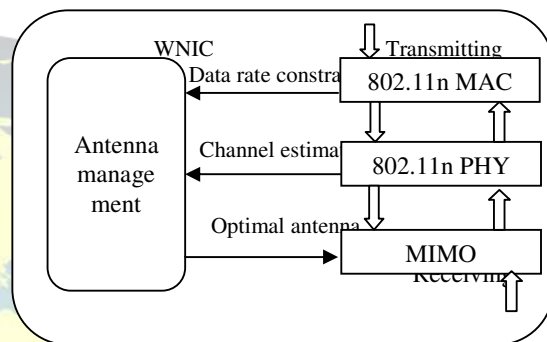 WNIC
Transmitting
Data rate constra
802.11n MAC
Antenna
manage
ment
Channel estima
802.11n PHY
Optimal antenna
MIMO
Receiving